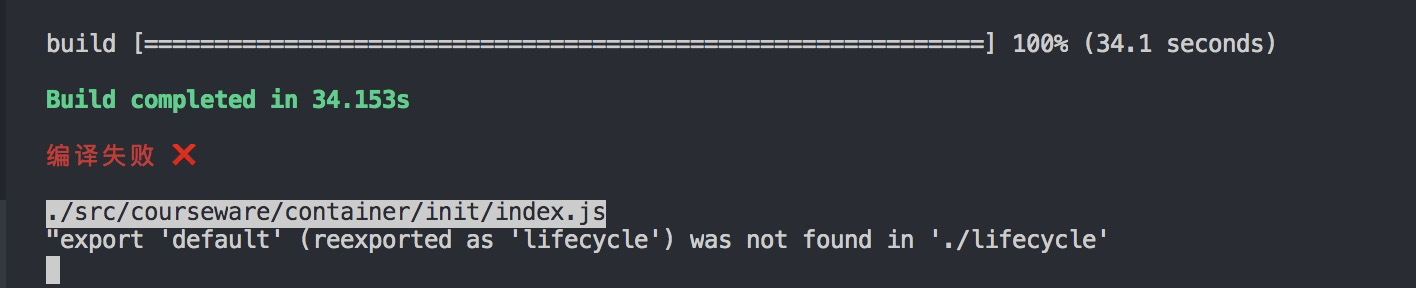 build [============================================================] 100% (34.1 seconds)
Build completed in 34.153s
编译失败 ❌
./src/courseware/container/init/index.js
"export 'default' (reexported as 'lifecycle') was not found in './lifecycle'